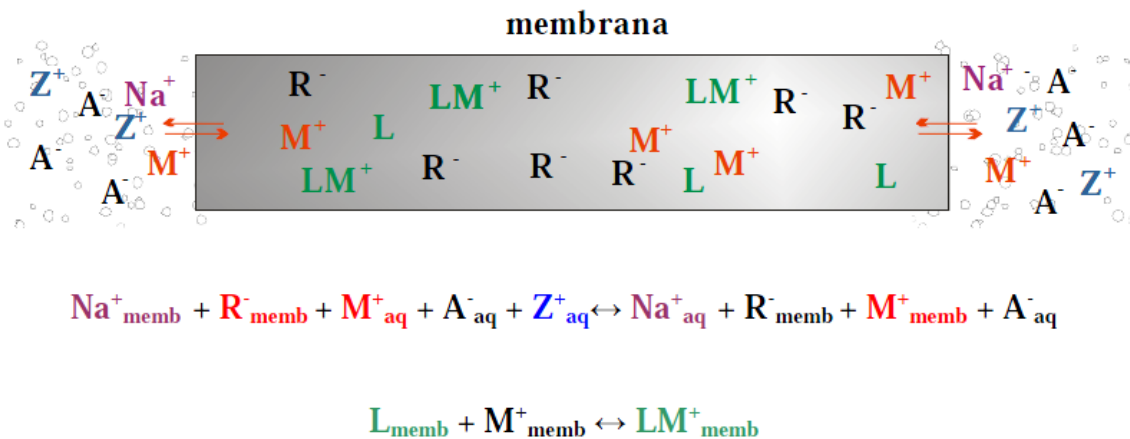 membrana
Z⁺ A⁻ Na⁺ R⁻ LM⁺ R⁻ LM⁺ R⁻ M⁺ Na⁺ - A⁻
Z⁺ M⁺ L M⁺ R⁻ Z⁺ A⁻
A⁻ M⁺ LM⁺ R⁻ R⁻ R⁻ L M⁺ L M⁺ Z⁺
A⁻ A⁻
Na⁺memb + R⁻memb + M⁺aq + A⁻aq + Z⁺aq ↔ Na⁺aq + R⁻memb + M⁺memb + A⁻aq
Lmemb + M⁺memb ↔ LM⁺memb